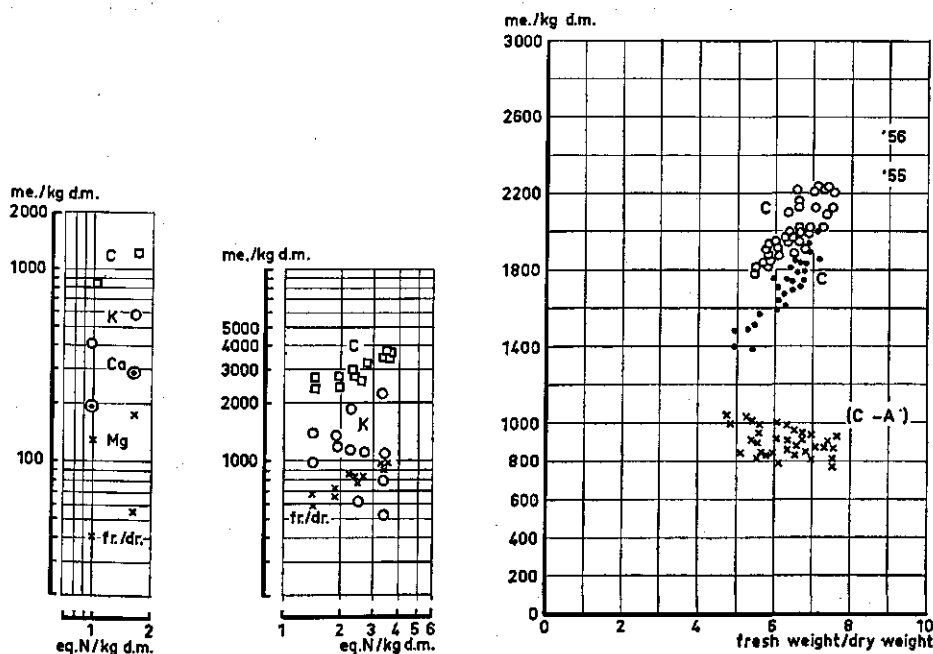 me./kg d.m.
2000
1000
100
C
K
Ca
Mg
fr./dr.
1
2
eq.N/kg d.m.
me./kg d.m.
5000
4000
3000
2000
1000
C
K
fr./dr.
1
2
3
4
5
6
eq.N/kg d.m.
me./kg d.m.
3000
2600
2200
1800
1400
1000
800
600
400
200
0
'56
'55
C
C
(C-A)
0
2
4
6
8
10
fresh weight/dry weight